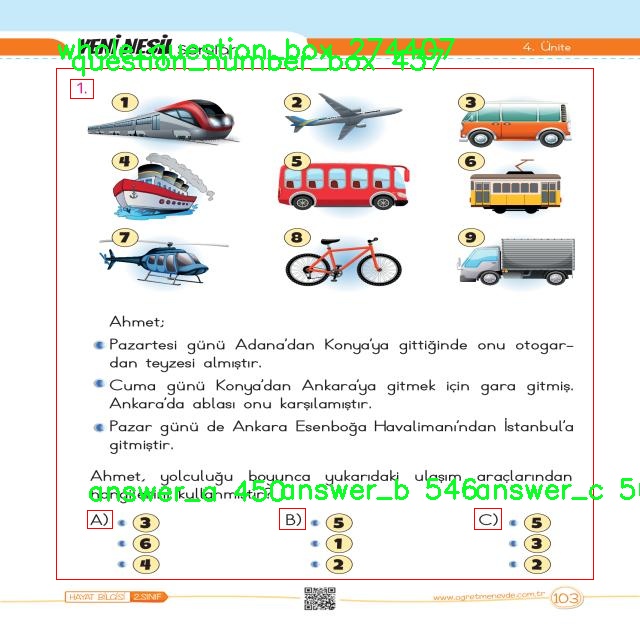 YENİ NESİL Sorular
whole_question_box 274407
question_number_box 457
4. Ünite
1.
1
2
3
4
5
6
7
8
9
Ahmet;
Pazartesi günü Adana'dan Konya'ya gittiğinde onu otogar-
dan teyzesi almıştır.
Cuma günü Konya'dan Ankara'ya gitmek için gara gitmiş.
Ankara'da ablası onu karşılamıştır.
Pazar günü de Ankara Esenboğa Havalimanı'ndan İstanbul'a
gitmiştir.
Ahmet, yolculuğu boyunca yukarıdaki ulaşım araçlarından
hangilerini kullanmıştır?
answer_a 450
answer_b 546
answer_c 5
A) 3
6
4
B) 5
1
2
C) 5
3
2
HAYAT BİLGİSİ 2.SINIF
www.ogretmenevde.com.tr
103